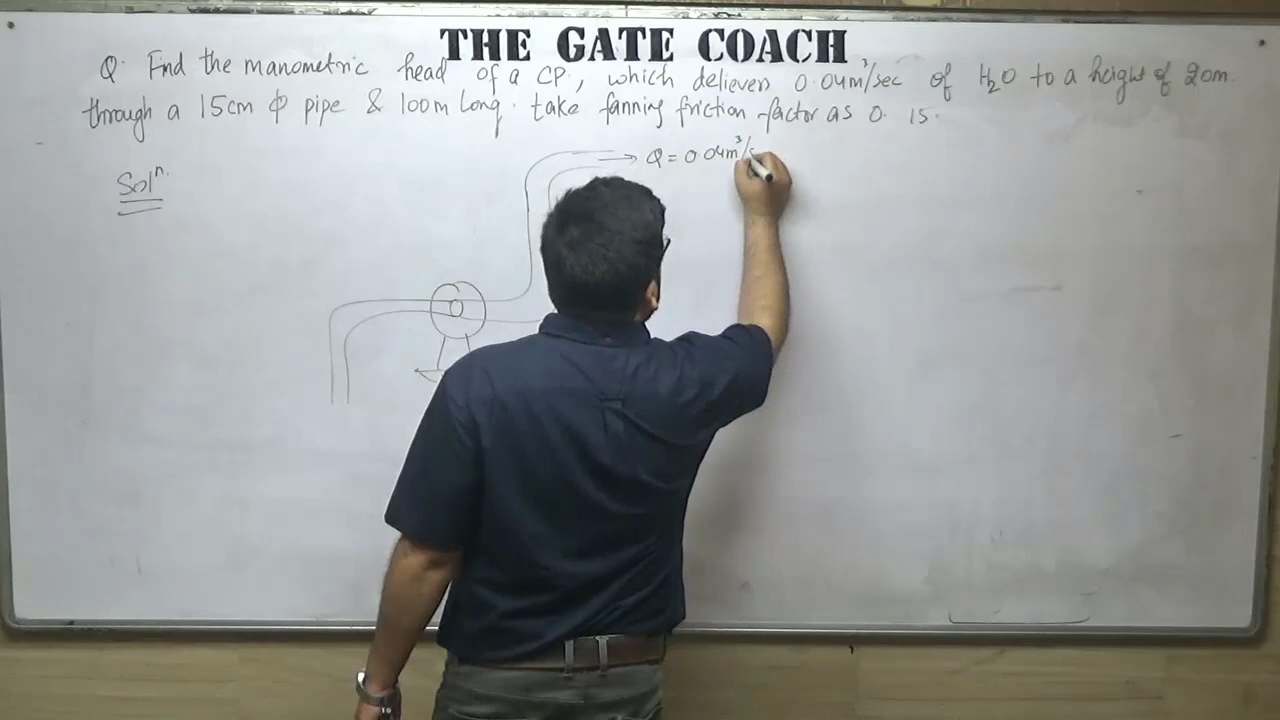 THE GATE COACH
Q. Find the manometric head of a CP, which delievers 0.04m³/sec of H₂O to a height of 20m.
through a 15cm ϕ pipe & 100m long. take fanning friction factor as 0.15.
Solⁿ.
Q = 0.04m³/s